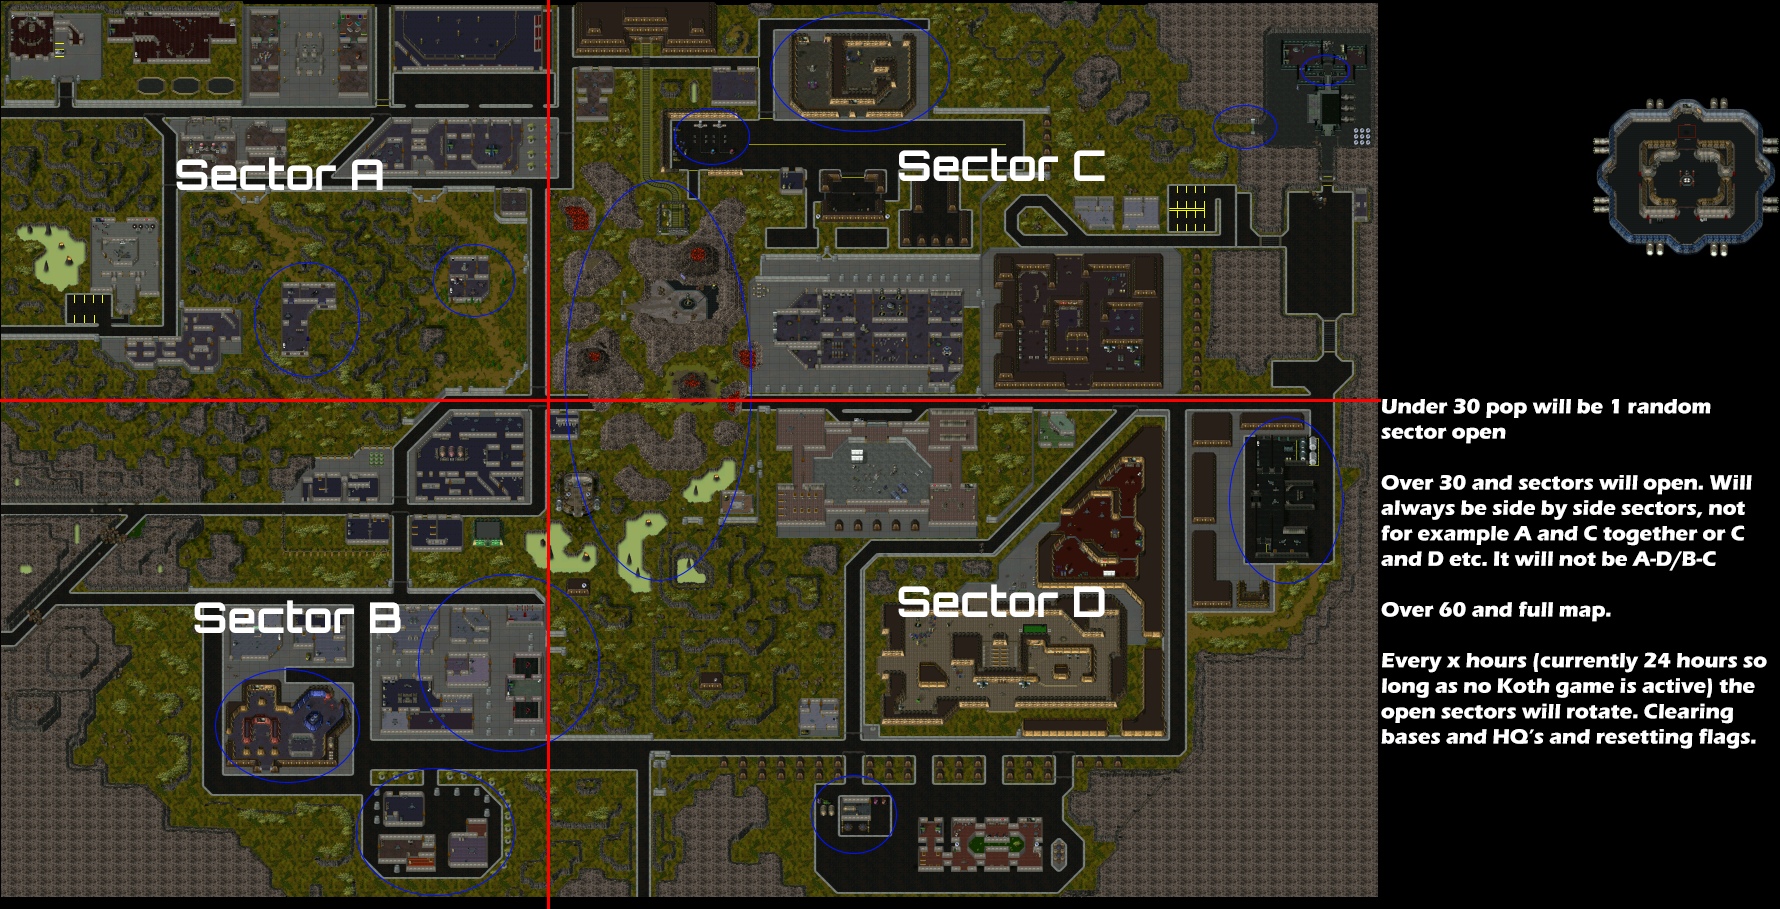 Sector A
Sector C
Under 30 pop will be 1 random
sector open
Over 30 and sectors will open. Will
always be side by side sectors, not
for example A and C together or C
and D etc. It will not be A-D/B-C
Sector B
Sector D
Over 60 and full map.
Every x hours (currently 24 hours so
long as no Koth game is active) the
open sectors will rotate. Clearing
bases and HQ's and resetting flags.